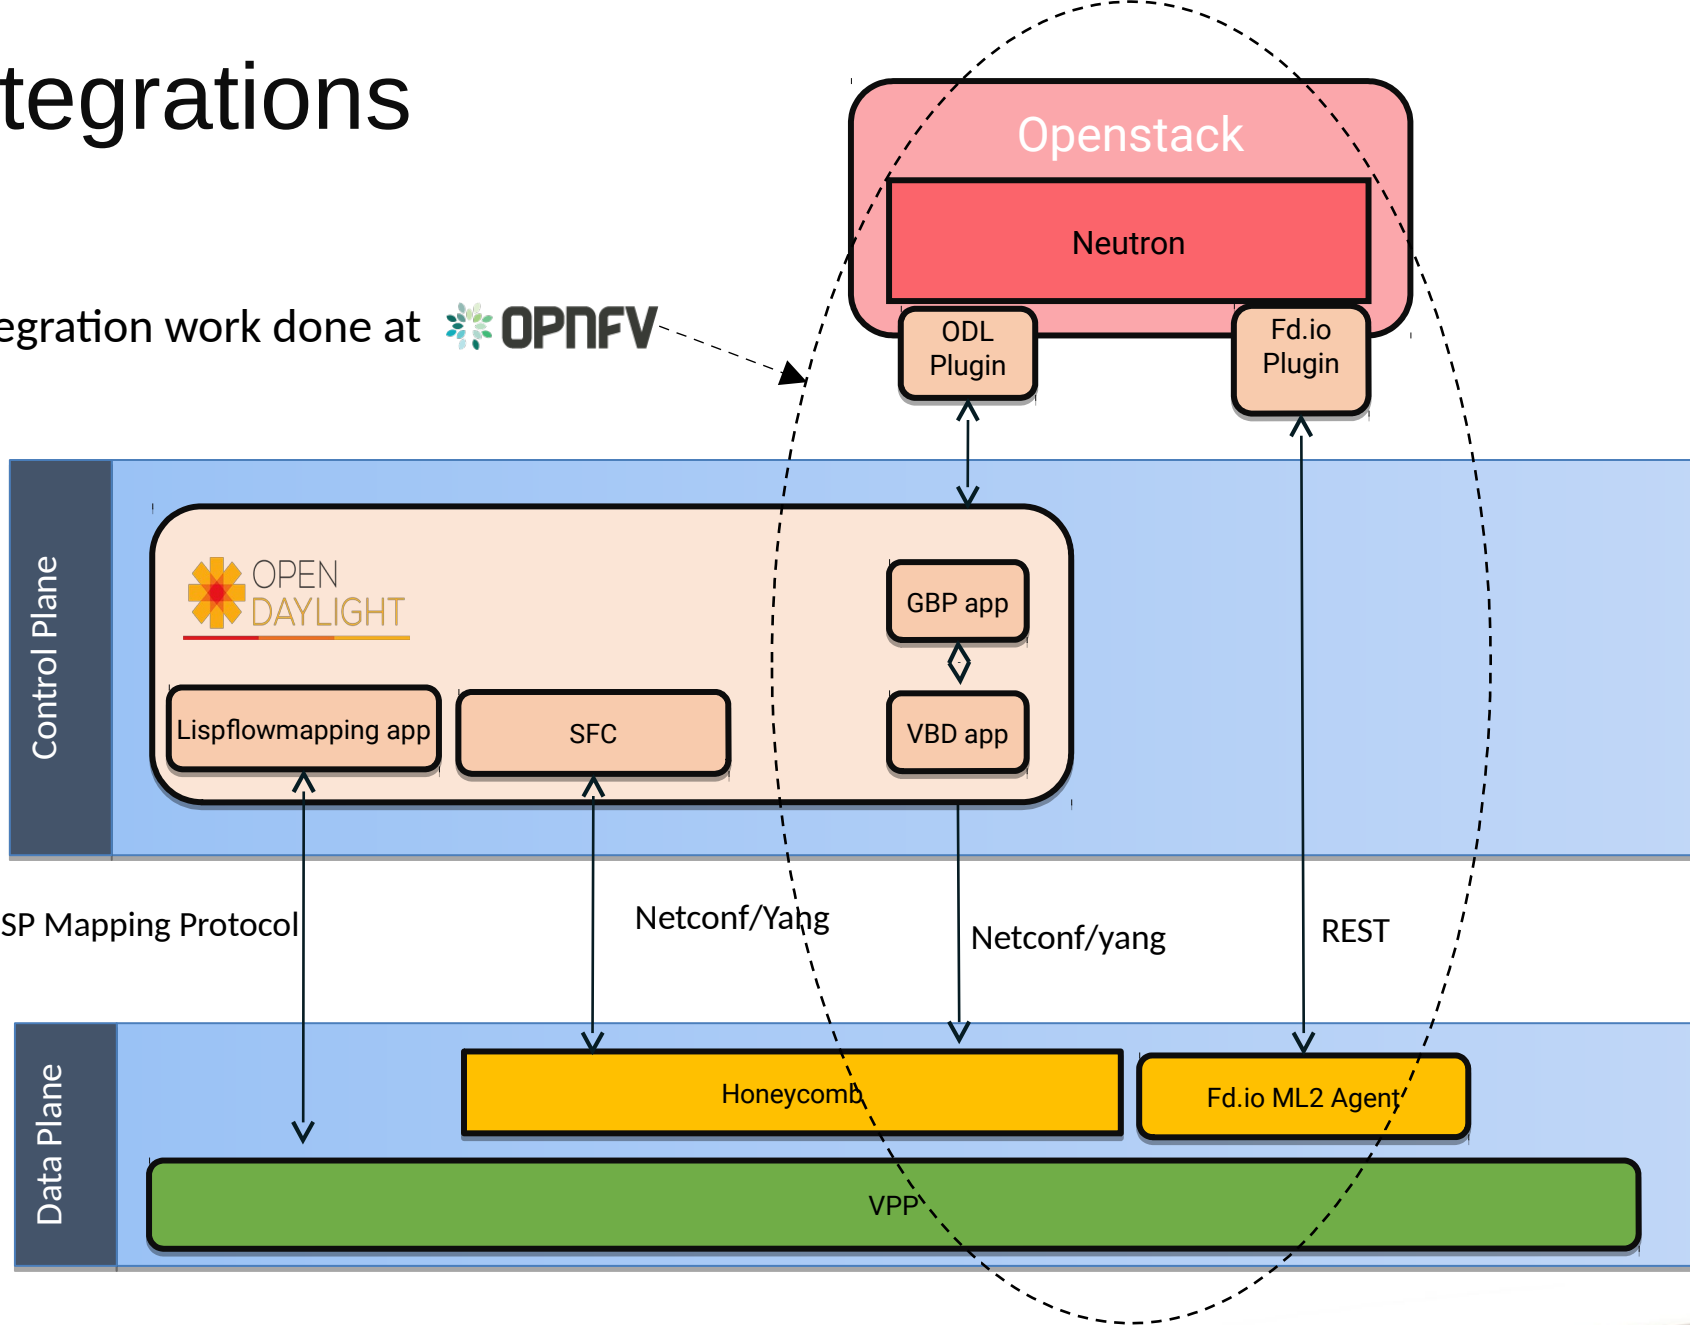 tegrations
Openstack
Neutron
egration work done at
OPNFV
ODL
Plugin
Fd.io
Plugin
Control Plane
OPEN
DAYLIGHT
GBP app
Lispflowmapping app
SFC
VBD app
SP Mapping Protocol
Netconf/Yang
Netconf/yang
REST
Data Plane
Honeycomb
Fd.io ML2 Agent
VPP